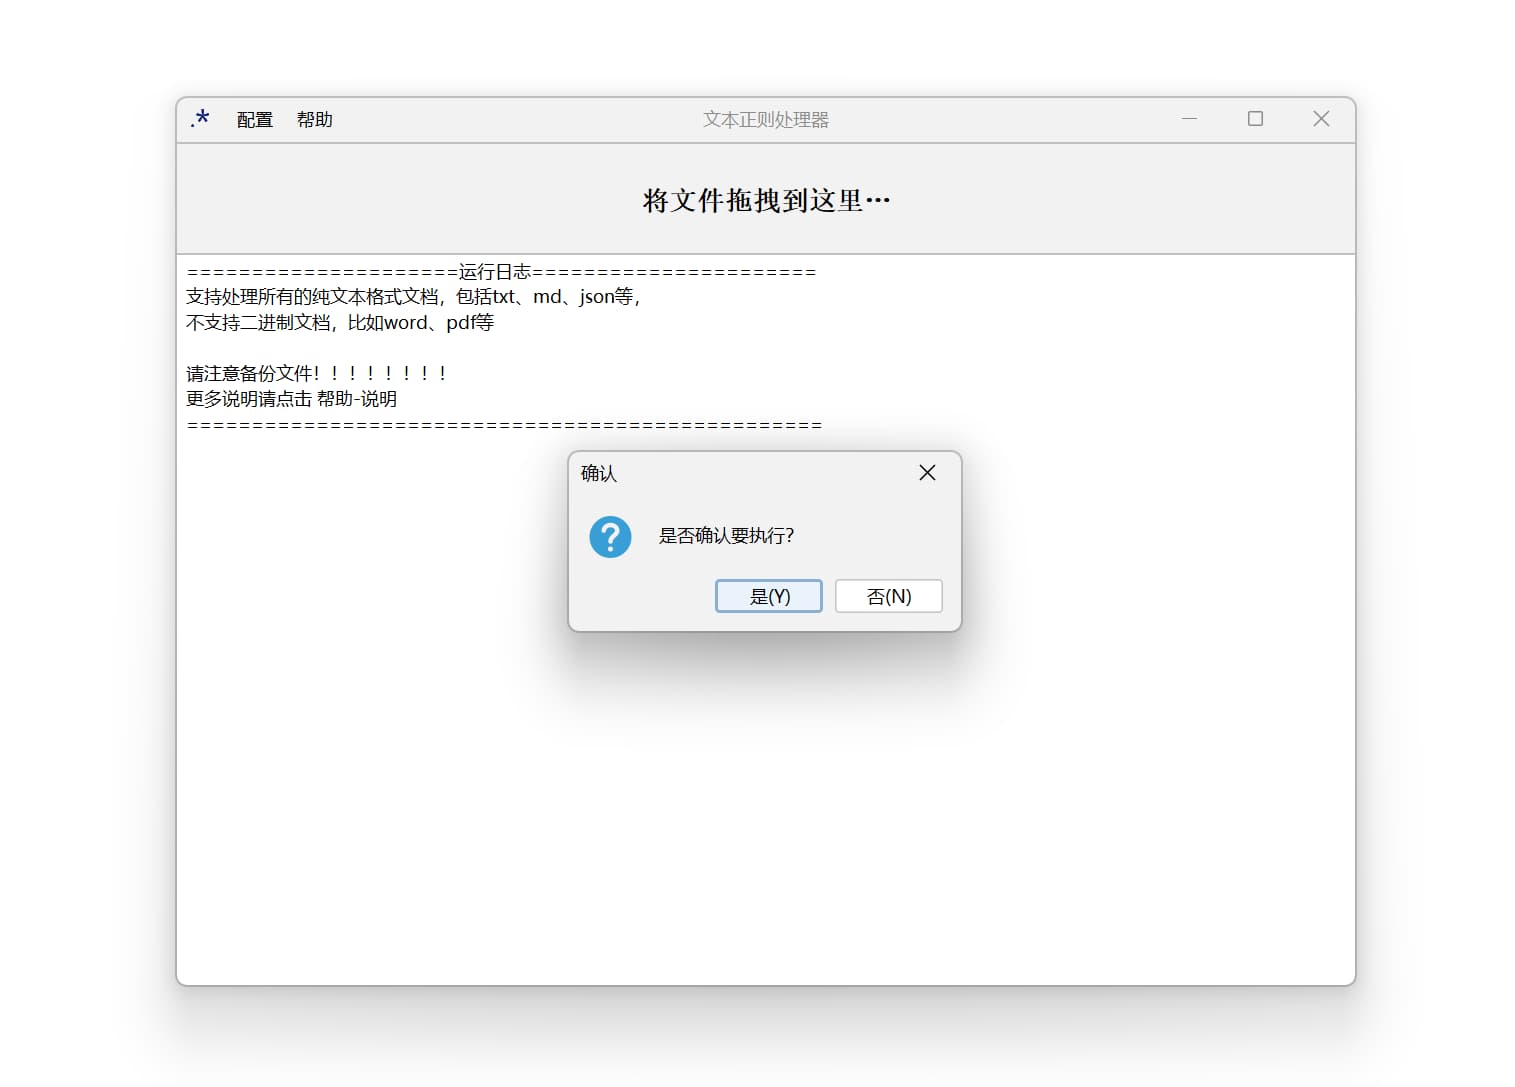 .* 配置 帮助 文本正则处理器
将文件拖拽到这里…
=====================运行日志======================
支持处理所有的纯文本格式文档，包括txt、md、json等，
不支持二进制文档，比如word、pdf等
请注意备份文件！！！！！！！！
更多说明请点击 帮助-说明
=================================================
确认
是否确认要执行?
是(Y) 否(N)